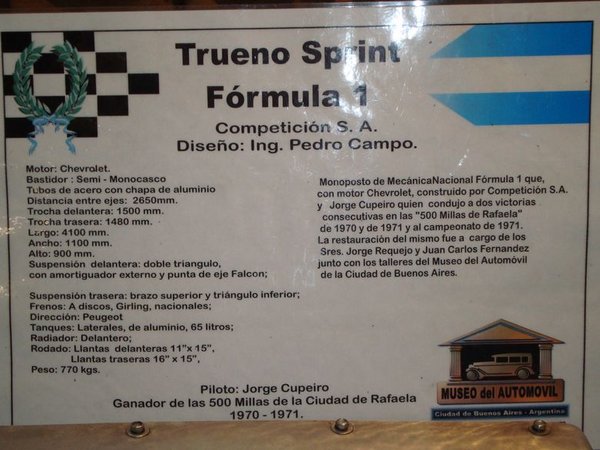 Trueno Sprint
Fórmula 1
Competición S. A.
Diseño: Ing. Pedro Campo.
Motor: Chevrolet.
Bastidor : Semi - Monocasco
Tubos de acero con chapa de aluminio
Distancia entre ejes:  2650mm.
Trocha delantera: 1500 mm.
Trocha trasera: 1480 mm.
Largo: 4100 mm.
Ancho: 1100 mm.
Alto: 900 mm.
Suspensión  delantera: doble triangulo,
con amortiguador externo y punta de eje Falcon;
Suspensión trasera: brazo superior y triángulo inferior;
Frenos: A discos, Girling, nacionales;
Dirección: Peugeot
Tanques: Laterales, de aluminio, 65 litros;
Radiador: Delantero;
Rodado: Llantas  delanteras 11"x 15",
Llantas traseras 16" x 15",
Peso: 770 kgs.
Monoposto de MecánicaNacional Fórmula 1 que,
con motor Chevrolet, construido por Competición S.A.
y  Jorge Cupeiro quien  condujo a dos victorias
consecutivas en las "500 Millas de Rafaela"
de 1970 y de 1971 y al campeonato de 1971.
La restauración del mismo fue a  cargo de los
Sres. Jorge Requejo y Juan Carlos Fernandez
junto con los talleres del Museo del Automóvil
de la Ciudad de Buenos Aires.
Piloto: Jorge Cupeiro
Ganador de las 500 Millas de la Ciudad de Rafaela
1970 - 1971.
MUSEO del AUTOMOVIL
Ciudad de Buenos Aires - Argentina